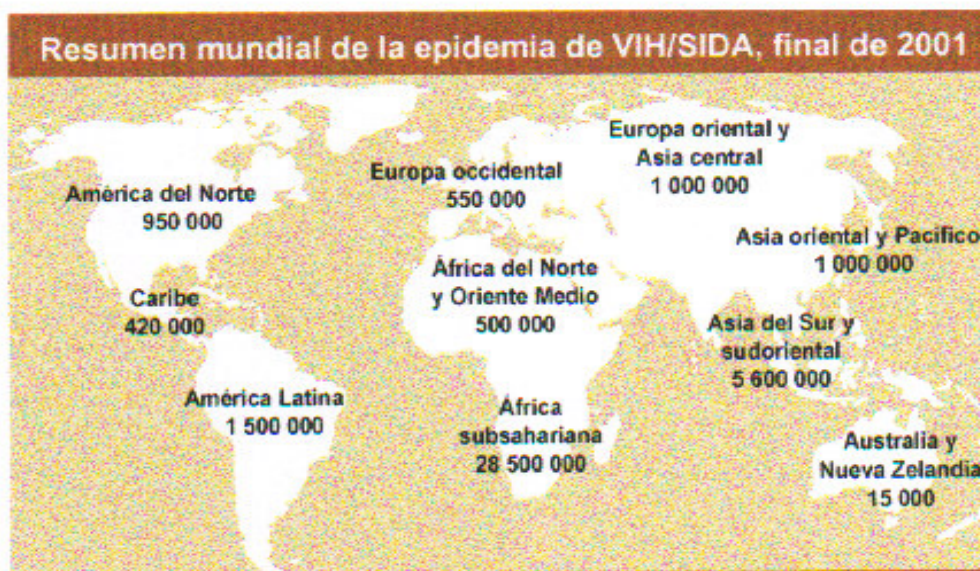 Resumen mundial de la epidemia de VIH/SIDA, final de 2001
América del Norte
950 000
Europa occidental
550 000
Europa oriental y
Asia central
1 000 000
Caribe
420 000
África del Norte
y Oriente Medio
500 000
Asia oriental y Pacífico
1 000 000
Asia del Sur y
sudoriental
5 600 000
América Latina
1 500 000
África
subsahariana
28 500 000
Australia y
Nueva Zelandia
15 000